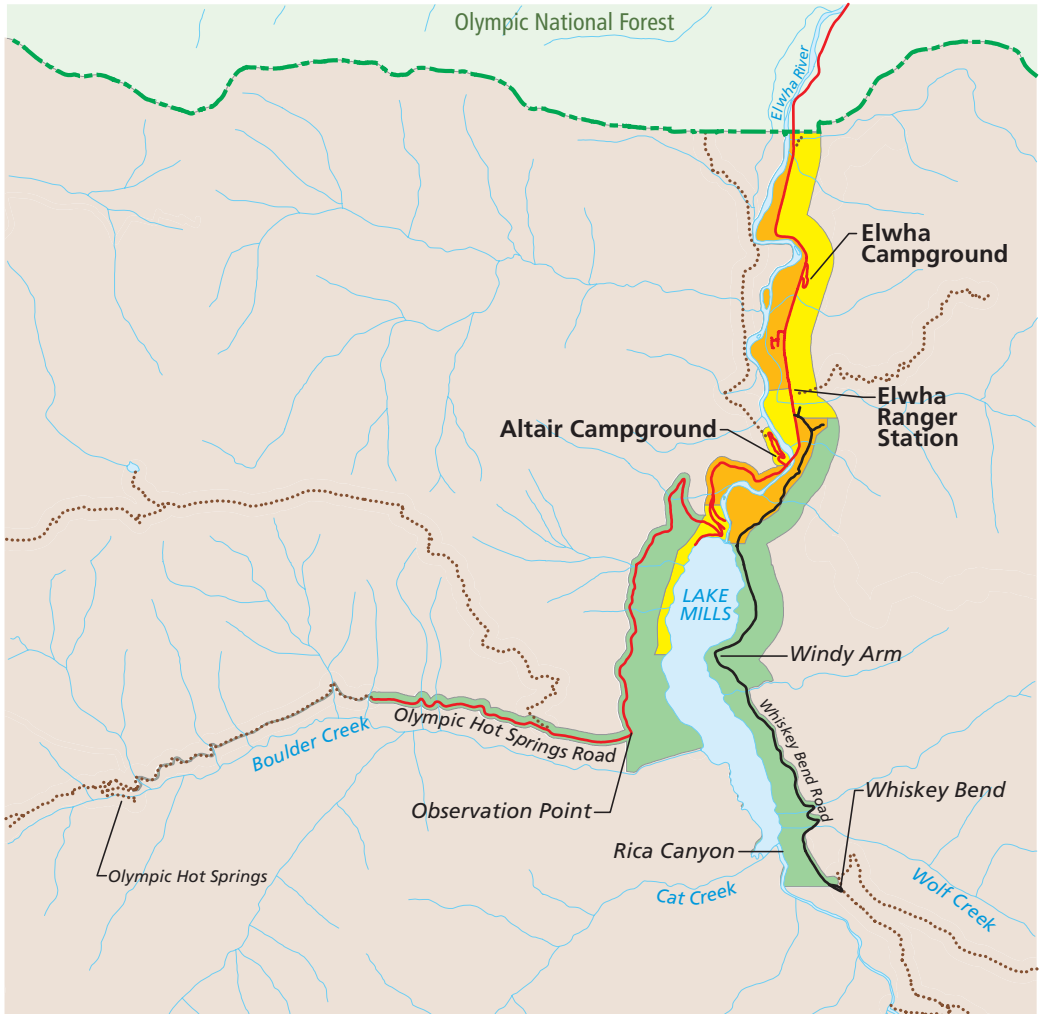 Olympic National Forest
Elwha River
Elwha
Campground
Elwha
Ranger
Station
Altair Campground
LAKE
MILLS
Windy Arm
Olympic Hot Springs Road
Boulder Creek
Whiskey Bend Road
Observation Point
Whiskey Bend
Rica Canyon
Olympic Hot Springs
Cat Creek
Wolf Creek